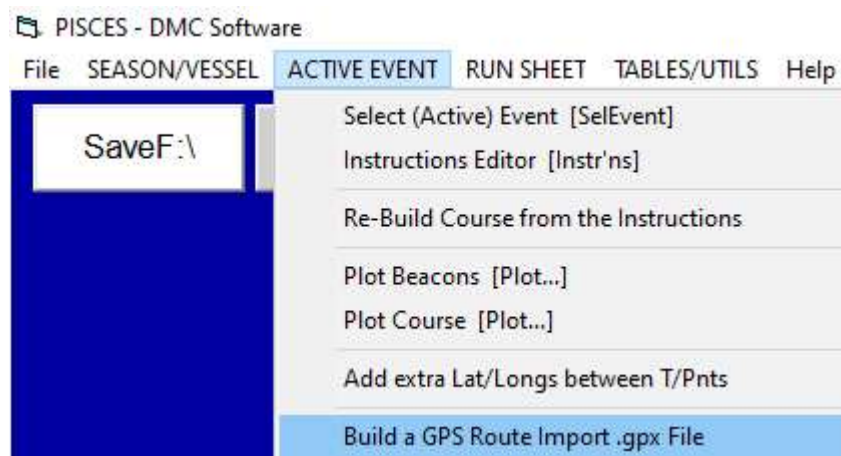 PISCES - DMC Software
File SEASON/VESSEL ACTIVE EVENT RUN SHEET TABLES/UTILS Help
SaveF:\
Select (Active) Event [SelEvent]
Instructions Editor [Instr'ns]
Re-Build Course from the Instructions
Plot Beacons [Plot...]
Plot Course [Plot...]
Add extra Lat/Longs between T/Pnts
Build a GPS Route Import .gpx File